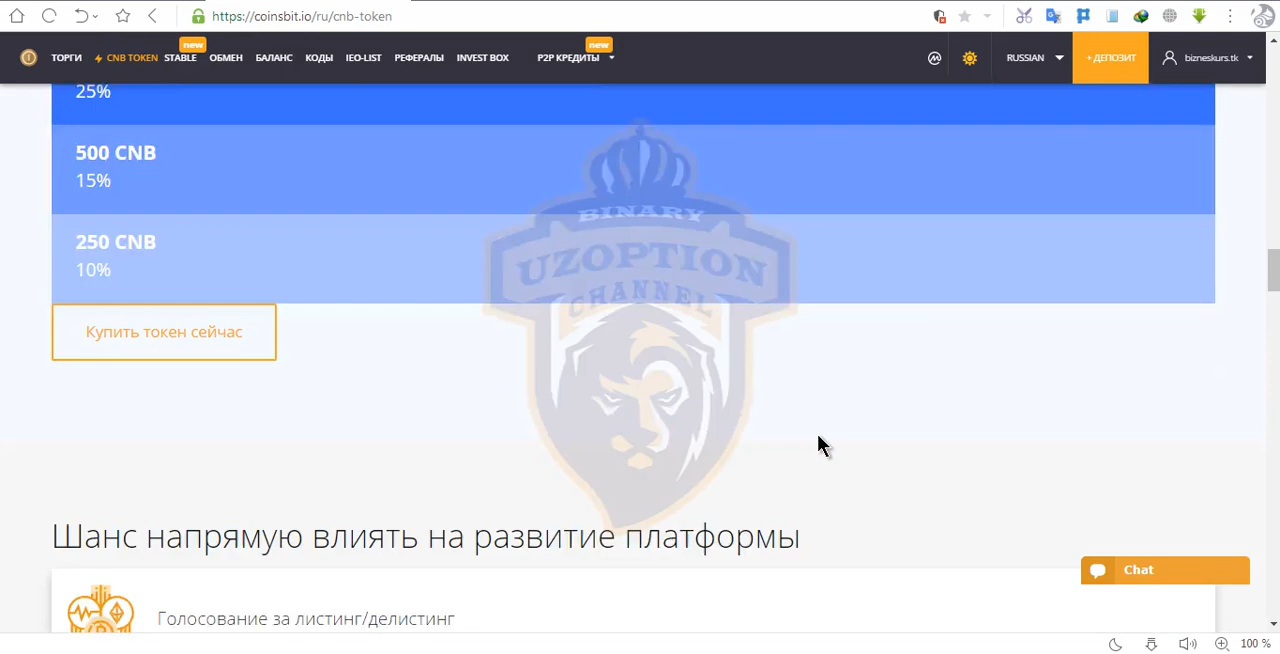 https://coinsbit.io/ru/cnb-token
ТОРГИ CNB TOKEN STABLE new ОБМЕН БАЛАНС КОДЫ IEO-LIST РЕФЕРАЛЫ INVEST BOX P2P КРЕДИТЫ new RUSSIAN +ДЕПОЗИТ bizneskurs.tk
25%
500 CNB
15%
BINARY
250 CNB
UZOPTION
10%
CHANNEL
Купить токен сейчас
Шанс напрямую влиять на развитие платформы
Chat
Голосование за листинг/делистинг
100 %